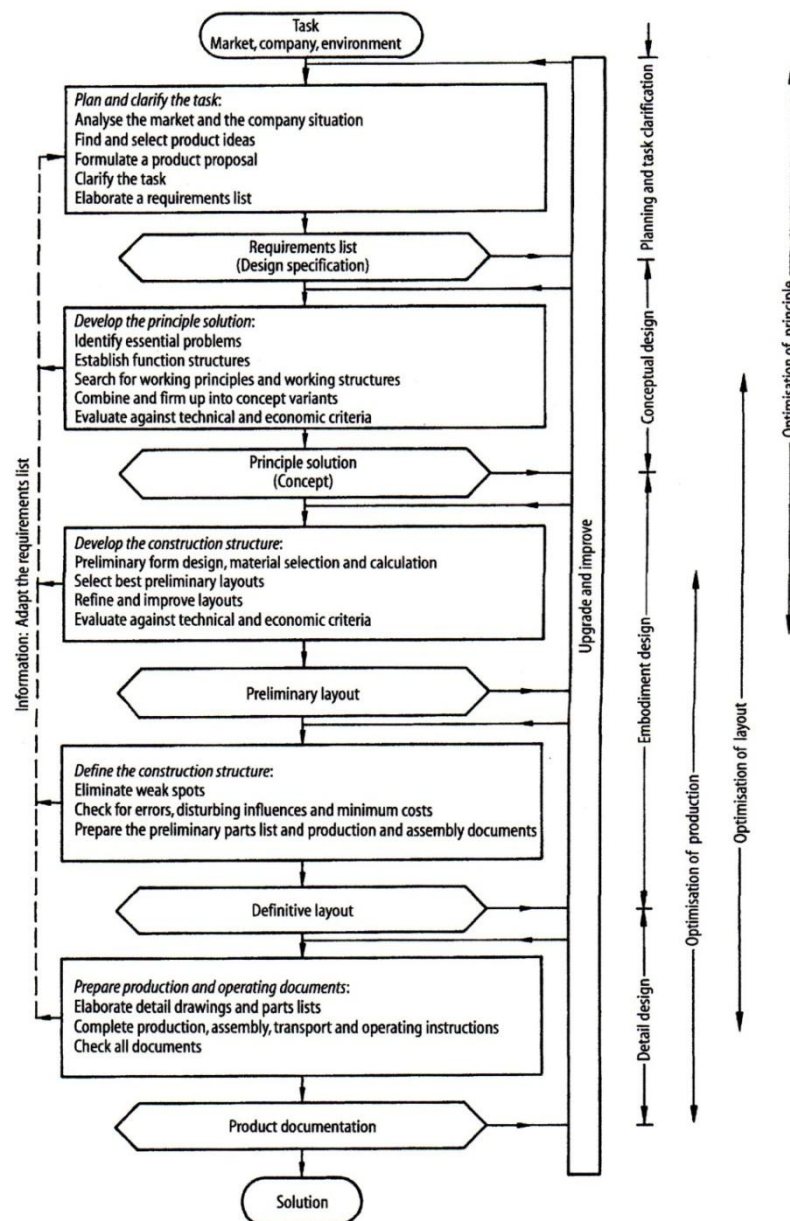 Task
Market, company, environment
Plan and clarify the task:
Analyse the market and the company situation
Find and select product ideas
Formulate a product proposal
Clarify the task
Elaborate a requirements list
Requirements list
(Design specification)
Develop the principle solution:
Identify essential problems
Establish function structures
Search for working principles and working structures
Combine and firm up into concept variants
Evaluate against technical and economic criteria
Principle solution
(Concept)
Develop the construction structure:
Preliminary form design, material selection and calculation
Select best preliminary layouts
Refine and improve layouts
Evaluate against technical and economic criteria
Preliminary layout
Define the construction structure:
Eliminate weak spots
Check for errors, disturbing influences and minimum costs
Prepare the preliminary parts list and production and assembly documents
Definitive layout
Prepare production and operating documents:
Elaborate detail drawings and parts lists
Complete production, assembly, transport and operating instructions
Check all documents
Product documentation
Solution
Information: Adapt the requirements list
Upgrade and improve
Planning and task clarification
Conceptual design
Embodiment design
Detail design
Optimisation of production
Optimisation of layout
Optimisation of principle